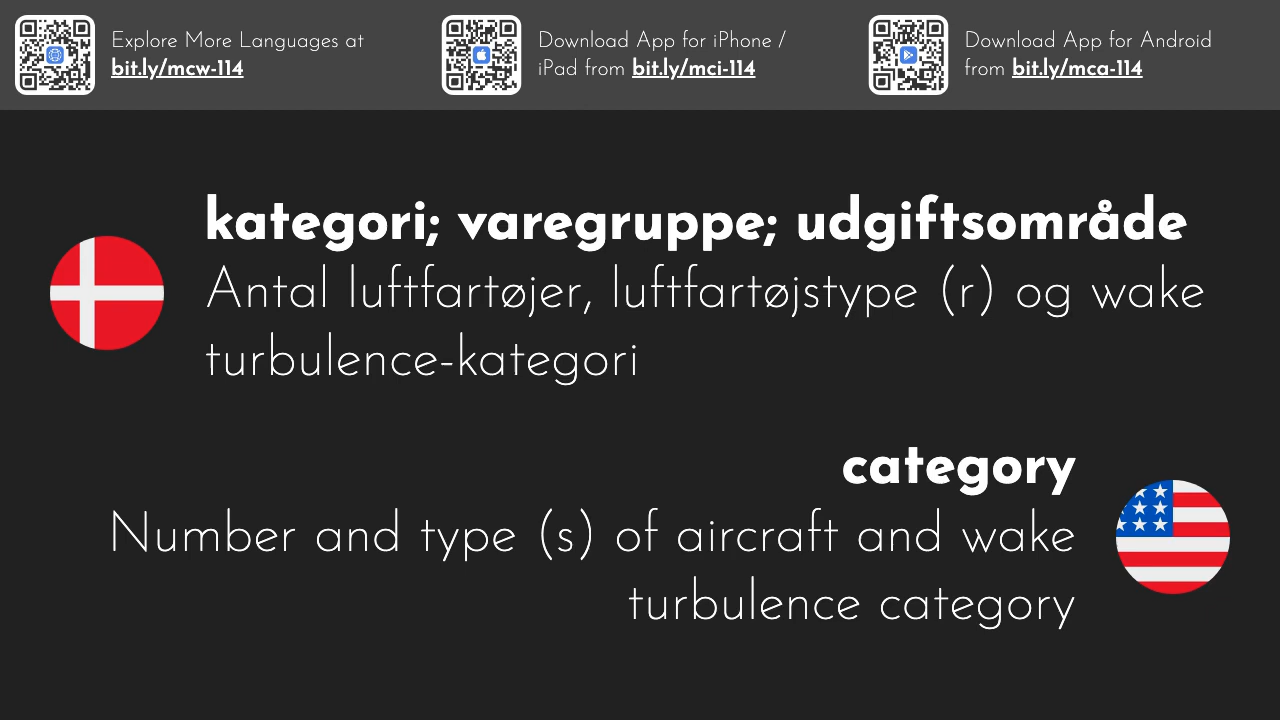 Explore More Languages at
bit.ly/mcw-114
Download App for iPhone /
iPad from bit.ly/mci-114
Download App for Android
from bit.ly/mca-114
kategori; varegruppe; udgiftsområde
Antal luftfartøjer, luftfartøjstype (r) og wake
turbulence-kategori
category
Number and type (s) of aircraft and wake
turbulence category